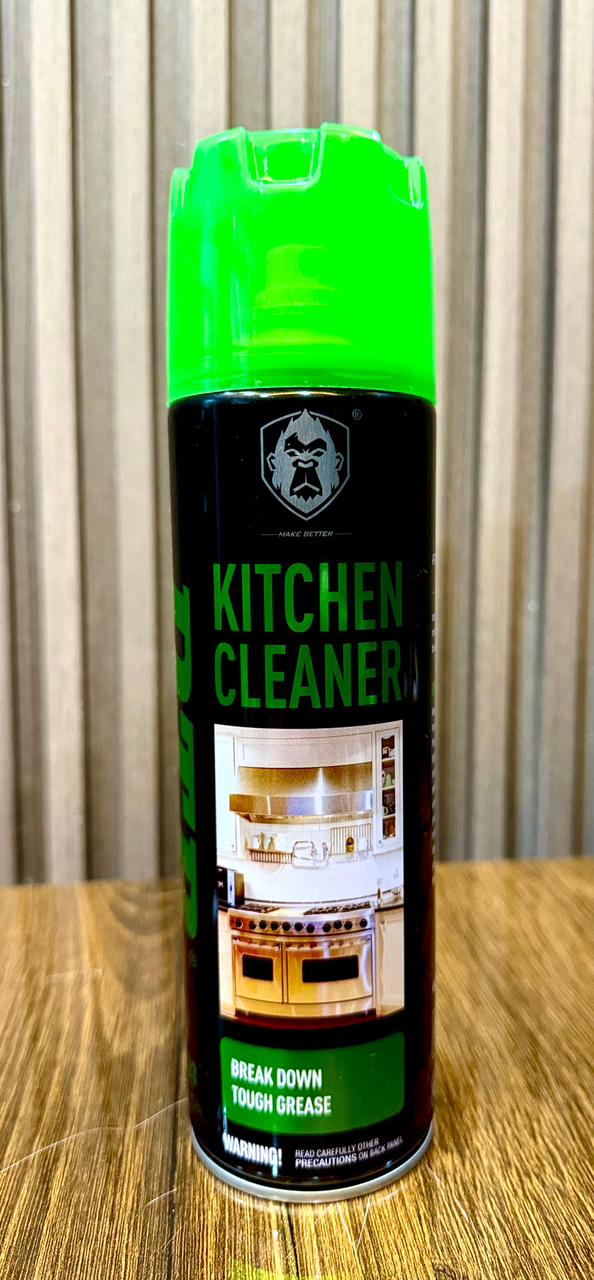 ®
MAKE BETTER
KITCHEN
CLEANER
BREAK DOWN
TOUGH GREASE
WARNING!
READ CAREFULLY OTHER
PRECAUTIONS ON BACK PANEL